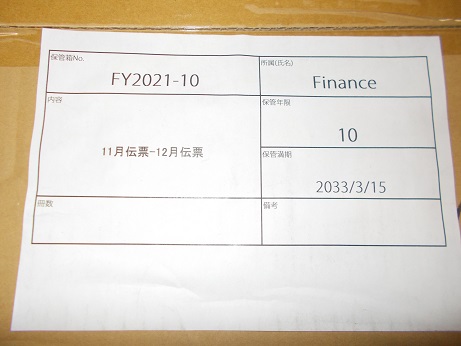 保管箱No.
FY2021-10
所属(氏名)
Finance
内容
11月伝票-12月伝票
保管年限
10
保管満期
2033/3/15
冊数
備考